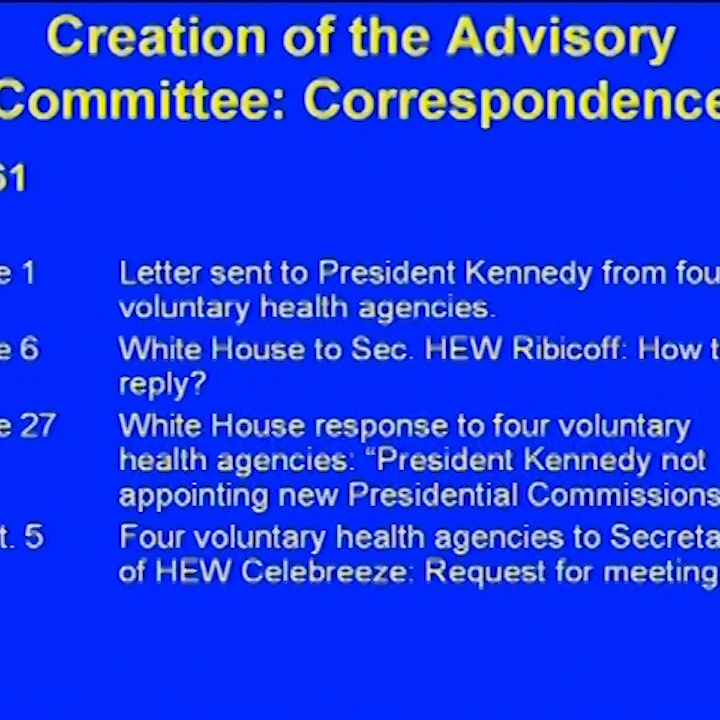 Creation of the Advisory
Committee: Correspondence
61
e 1 Letter sent to President Kennedy from fou
voluntary health agencies.
e 6 White House to Sec. HEW Ribicoff: How t
reply?
e 27 White House response to four voluntary
health agencies: “President Kennedy not
appointing new Presidential Commissions
t. 5 Four voluntary health agencies to Secreta
of HEW Celebreeze: Request for meeting